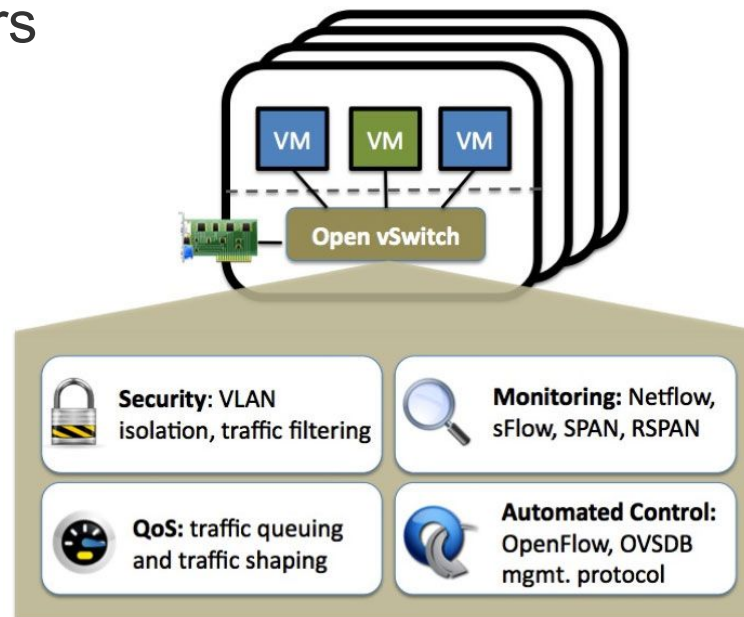 rs
VM VM VM
Open vSwitch
Security: VLAN
isolation, traffic filtering
Monitoring: Netflow,
sFlow, SPAN, RSPAN
QoS: traffic queuing
and traffic shaping
Automated Control:
OpenFlow, OVSDB
mgmt. protocol